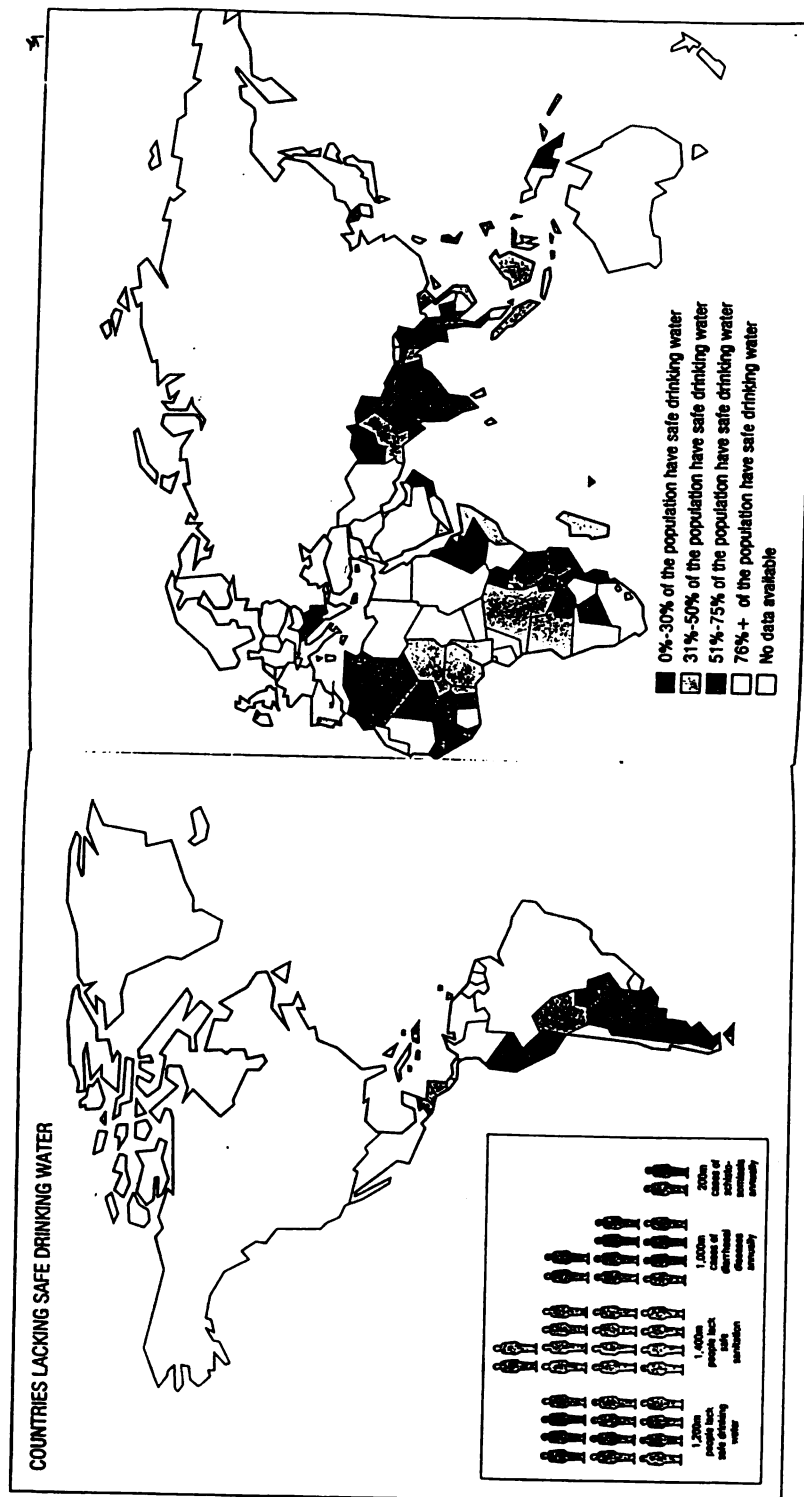 COUNTRIES LACKING SAFE DRINKING WATER
1,200m
people lack
safe drinking
water
1,400m
people lack
safe
sanitation
1,000m
cases of
diarrhoeal
diseases
annually
200m
cases of
schisto-
somiasis
annually
0%-30% of the population have safe drinking water
31%-50% of the population have safe drinking water
51%-75% of the population have safe drinking water
76%+ of the population have safe drinking water
No data available